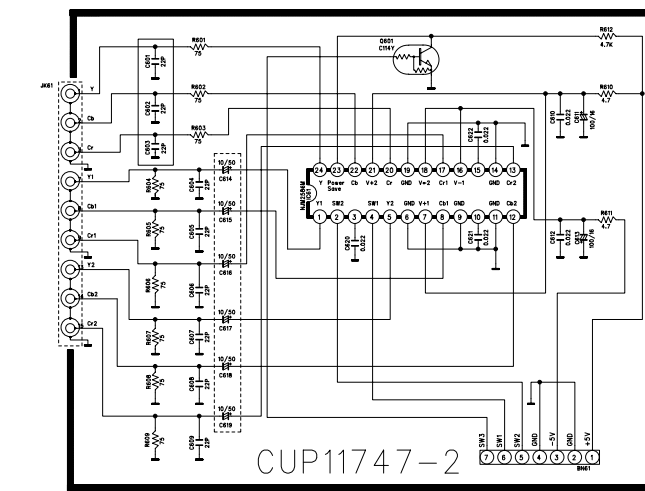 R612
4.7K
Q601
C114Y
R601
75
C601
22P
JK61
Y
R602
75
C602
22P
Cb
R610
4.7
C610
0.022
C611
100/16
R603
75
C603
22P
Cr
C622
0.022
10/50
C614
24 23 22 21 20 19 18 17 16 15 14 13
Y Power Save Cb V+2 Cr GND V-2 Cr1 V-1 GND Cr2
Y1
R604
75
C604
22P
NJM2586M
IC61
Y1 SW2 SW1 Y2 GND V+1 Cb1 GND GND Cb2
1 2 3 4 5 6 7 8 9 10 11 12
10/50
C615
Cb1
R605
75
C605
22P
R611
4.7
C620
0.022
C621
0.022
C612
0.022
C613
100/16
Cr1
10/50
C616
R606
75
C606
22P
Y2
Cb2
10/50
C617
R607
75
C607
22P
Cr2
10/50
C618
R608
75
C608
22P
10/50
C619
R609
75
C609
22P
SW3 SW1 SW2 GND -5V GND +5V
7 6 5 4 3 2 1
BN61
CUP11747-2